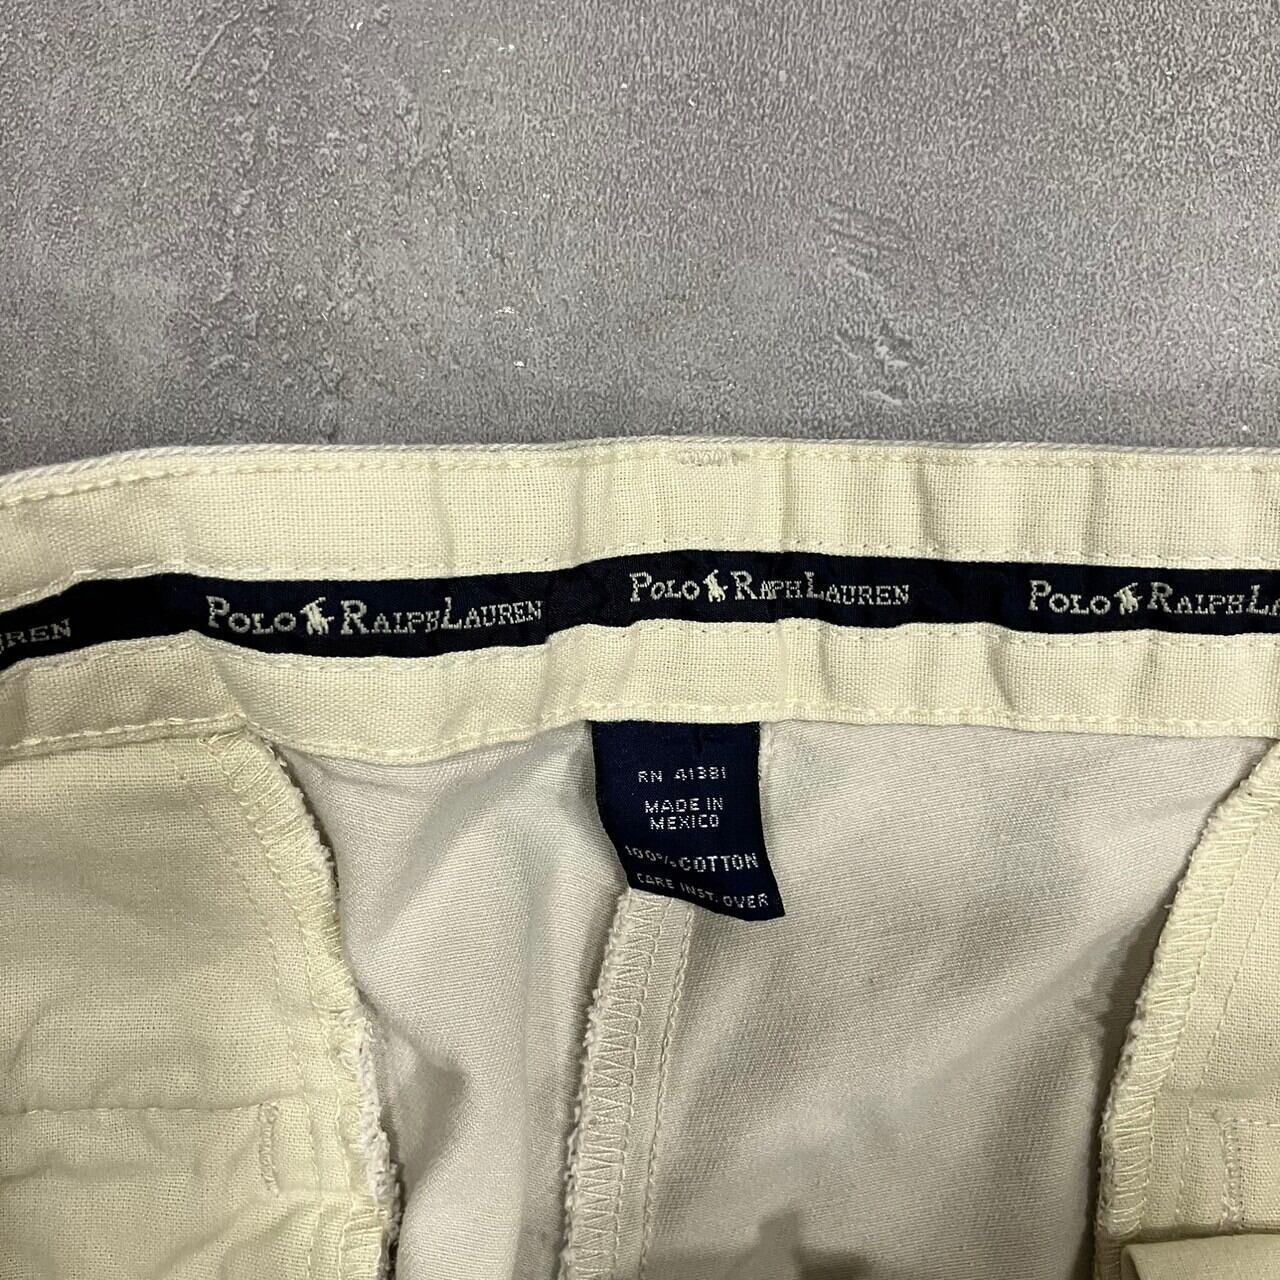 UREN
POLO RALPH LAUREN
POLO RALPH LAUREN
POLO RALPH LA
RN 41381
MADE IN
MEXICO
100% COTTON
CARE INST. OVER